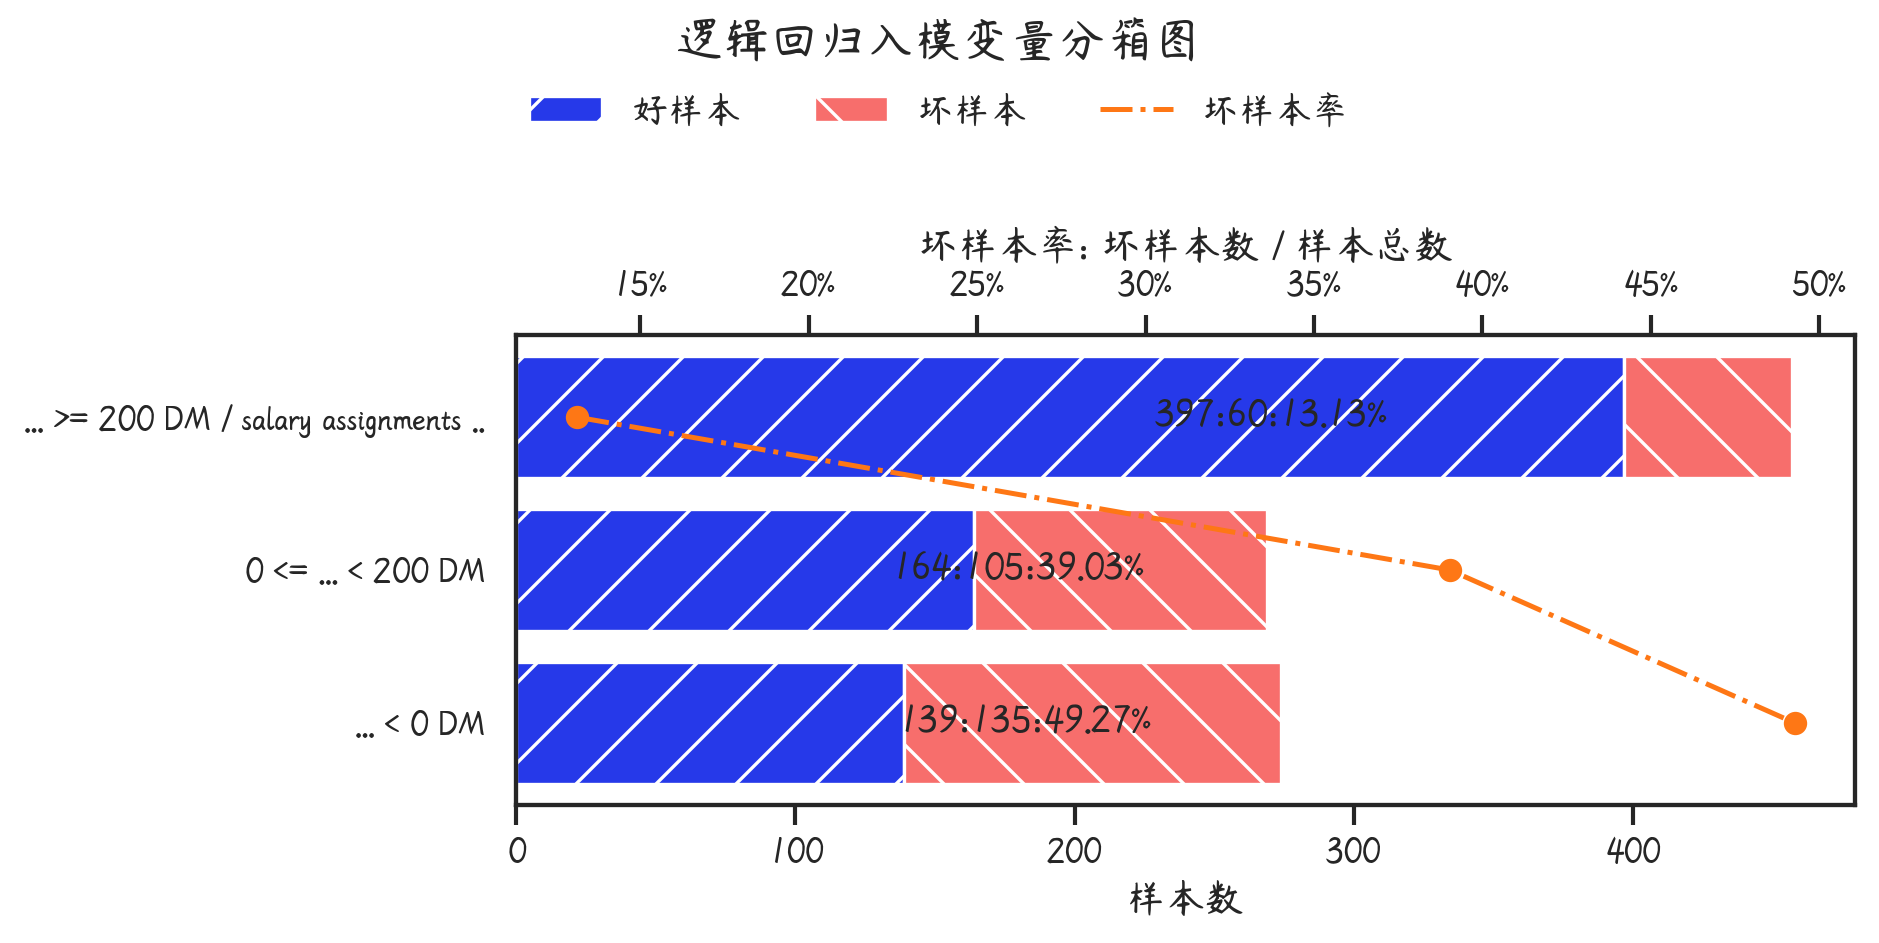 逻辑回归入模变量分箱图
好样本 坏样本 坏样本率
坏样本率: 坏样本数 / 样本总数
15% 20% 25% 30% 35% 40% 45% 50%
... >= 200 DM / salary assignments .. 397:60:13.13%
0 <= ... < 200 DM 164:105:39.03%
... < 0 DM 139:135:49.27%
0 100 200 300 400
样本数